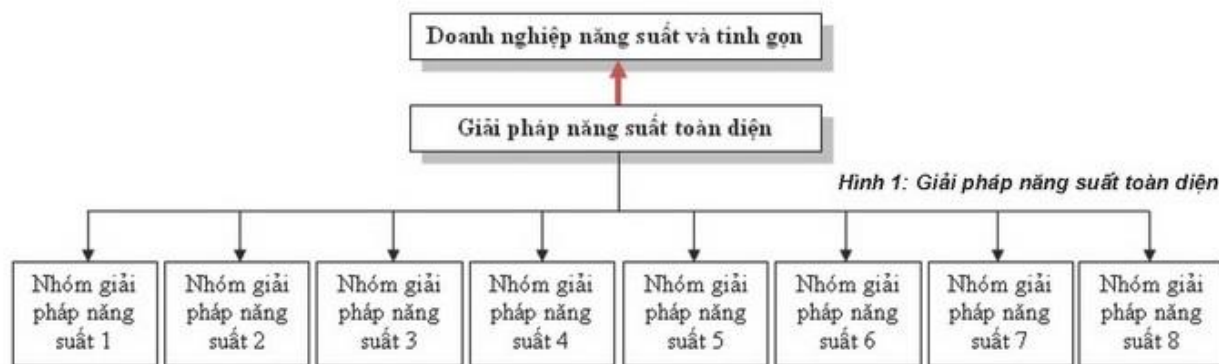 Doanh nghiệp năng suất và tinh gọn
Giải pháp năng suất toàn diện
Hình 1: Giải pháp năng suất toàn diện
Nhóm giải
pháp năng
suất 1
Nhóm giải
pháp năng
suất 2
Nhóm giải
pháp năng
suất 3
Nhóm giải
pháp năng
suất 4
Nhóm giải
pháp năng
suất 5
Nhóm giải
pháp năng
suất 6
Nhóm giải
pháp năng
suất 7
Nhóm giải
pháp năng
suất 8